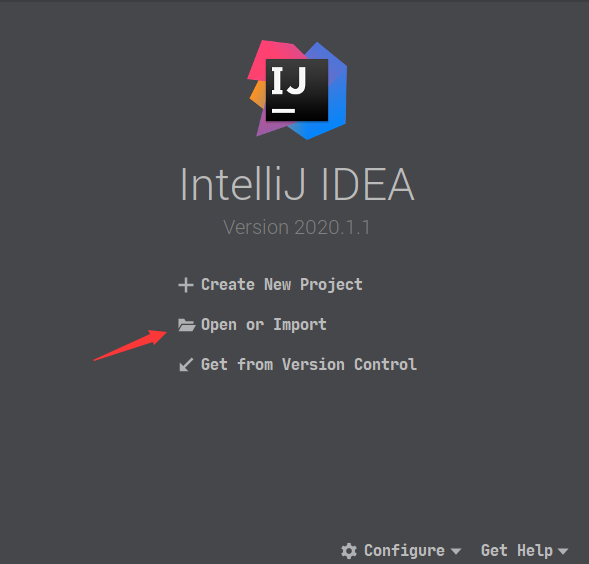 IJ
IntelliJ IDEA
Version 2020.1.1
Create New Project
Open or Import
Get from Version Control
Configure Get Help